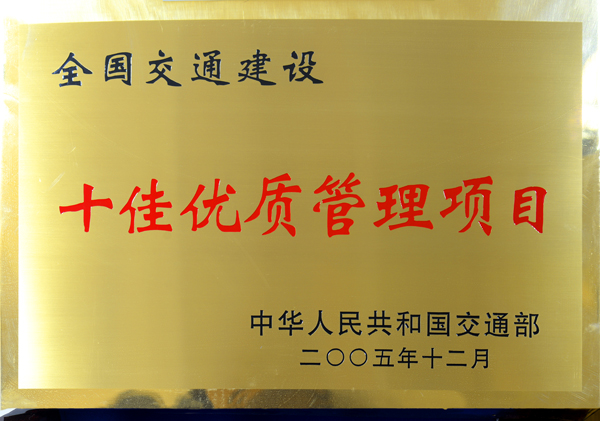 全国交通建设
十佳优质管理项目
中华人民共和国交通部
二〇〇五年十二月